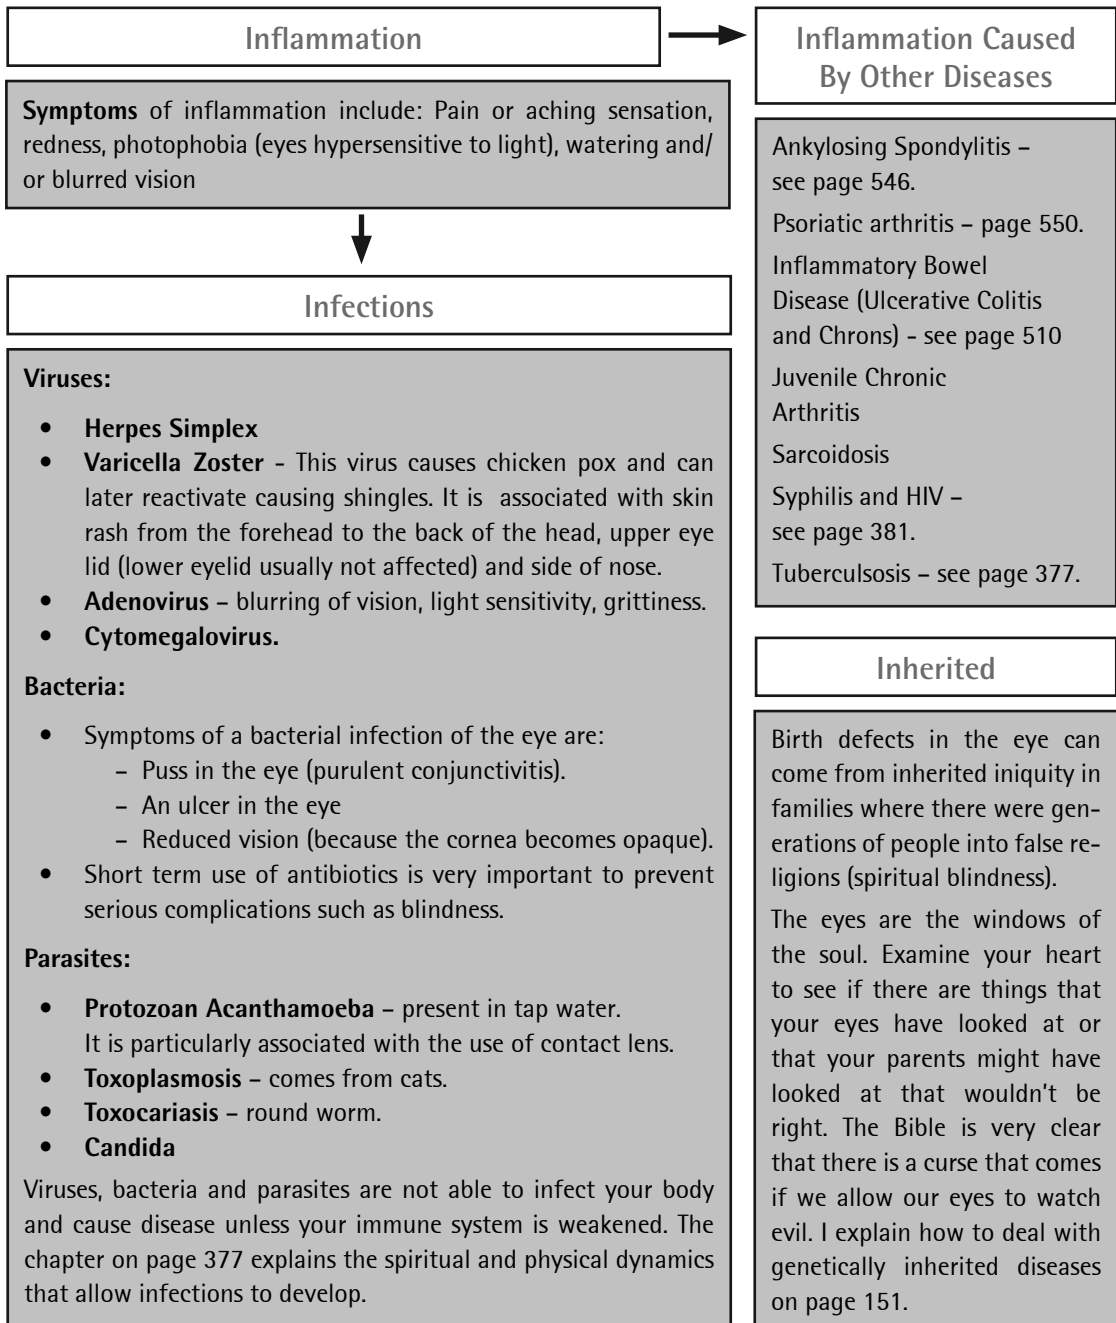 Inflammation
Symptoms of inflammation include: Pain or aching sensation,
redness, photophobia (eyes hypersensitive to light), watering and/
or blurred vision
Infections
Viruses:
• Herpes Simplex
• Varicella Zoster - This virus causes chicken pox and can
later reactivate causing shingles. It is associated with skin
rash from the forehead to the back of the head, upper eye
lid (lower eyelid usually not affected) and side of nose.
• Adenovirus – blurring of vision, light sensitivity, grittiness.
• Cytomegalovirus.
Bacteria:
• Symptoms of a bacterial infection of the eye are:
– Puss in the eye (purulent conjunctivitis).
– An ulcer in the eye
– Reduced vision (because the cornea becomes opaque).
• Short term use of antibiotics is very important to prevent
serious complications such as blindness.
Parasites:
• Protozoan Acanthamoeba – present in tap water.
It is particularly associated with the use of contact lens.
• Toxoplasmosis – comes from cats.
• Toxocariasis – round worm.
• Candida
Viruses, bacteria and parasites are not able to infect your body
and cause disease unless your immune system is weakened. The
chapter on page 377 explains the spiritual and physical dynamics
that allow infections to develop.
Inflammation Caused
By Other Diseases
Ankylosing Spondylitis –
see page 546.
Psoriatic arthritis – page 550.
Inflammatory Bowel
Disease (Ulcerative Colitis
and Chrons) - see page 510
Juvenile Chronic
Arthritis
Sarcoidosis
Syphilis and HIV –
see page 381.
Tuberculsosis – see page 377.
Inherited
Birth defects in the eye can
come from inherited iniquity in
families where there were gen-
erations of people into false re-
ligions (spiritual blindness).
The eyes are the windows of
the soul. Examine your heart
to see if there are things that
your eyes have looked at or
that your parents might have
looked at that wouldn't be
right. The Bible is very clear
that there is a curse that comes
if we allow our eyes to watch
evil. I explain how to deal with
genetically inherited diseases
on page 151.